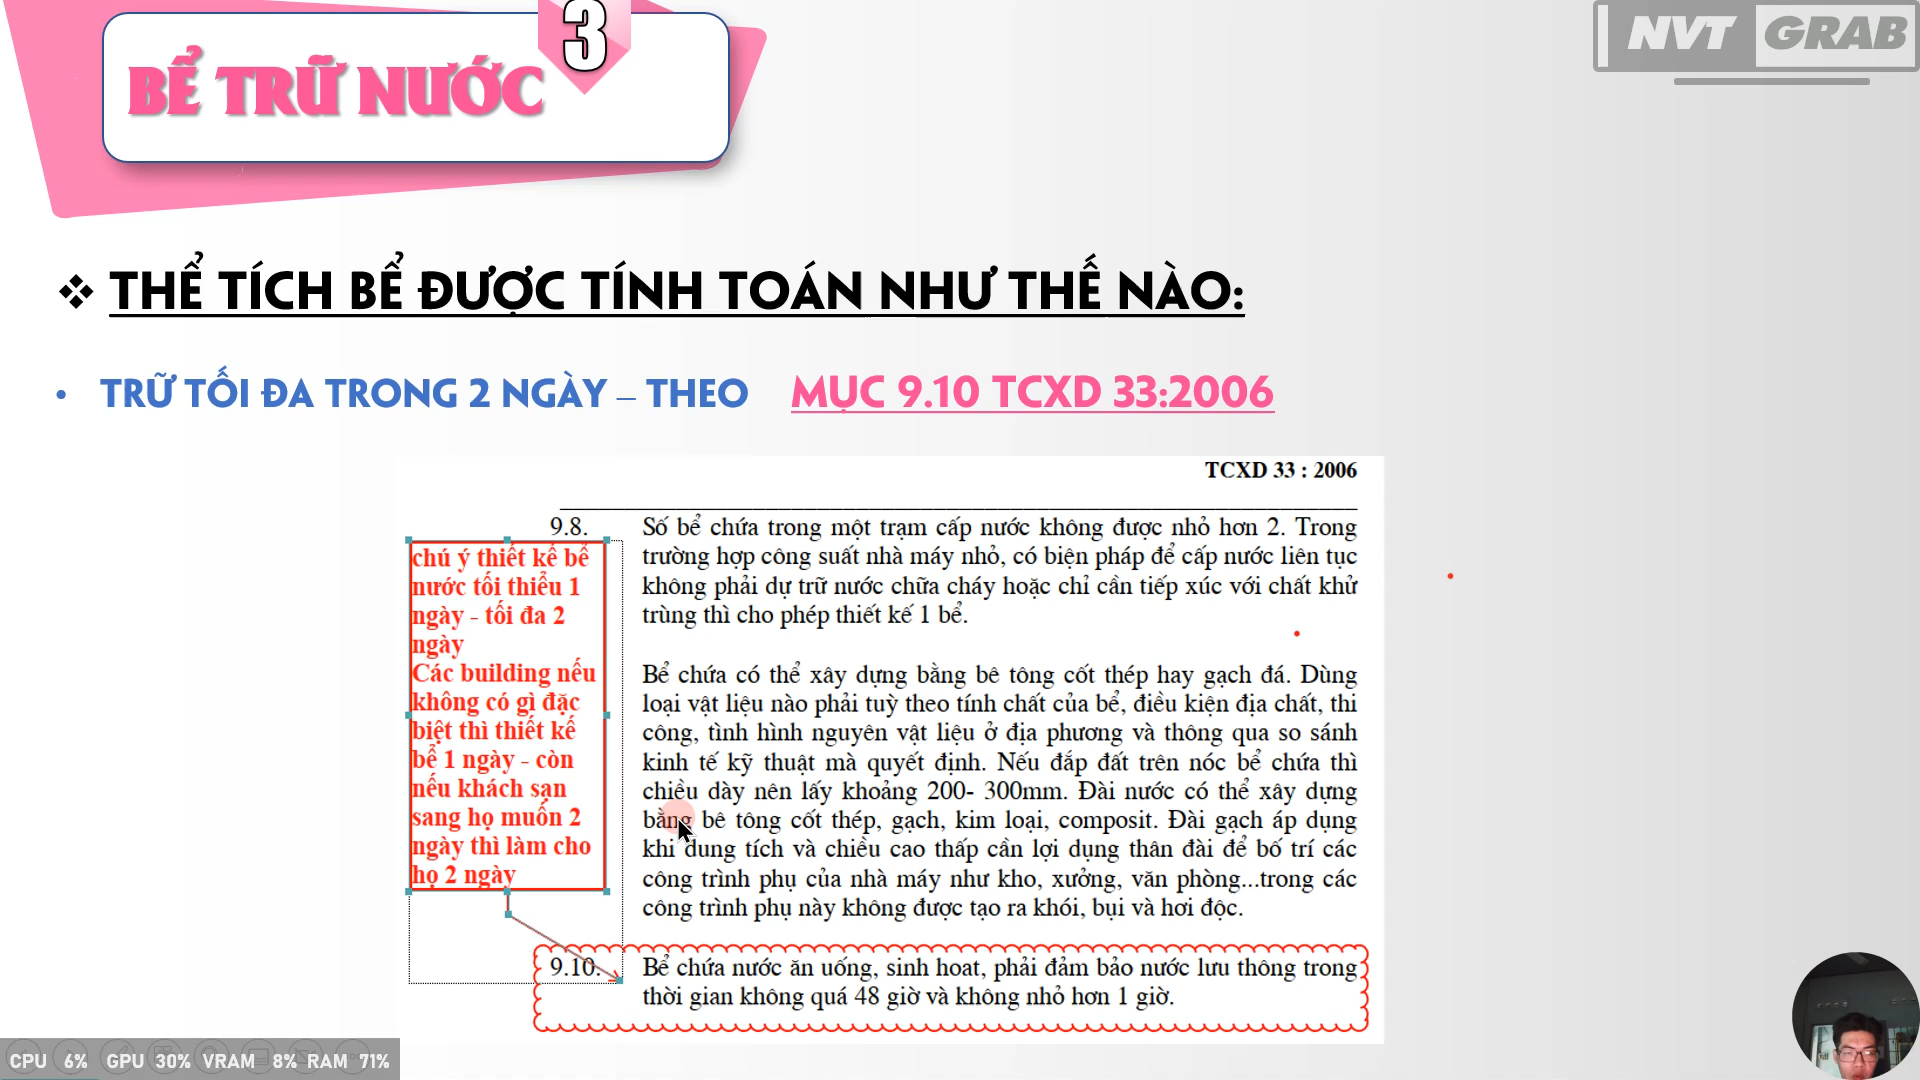 3
NVT GRAB
BỂ TRỮ NƯỚC
❖ THỂ TÍCH BỂ ĐƯỢC TÍNH TOÁN NHƯ THẾ NÀO:
• TRỮ TỐI ĐA TRONG 2 NGÀY – THEO MỤC 9.10 TCXD 33:2006
TCXD 33 : 2006
9.8. Số bể chứa trong một trạm cấp nước không được nhỏ hơn 2. Trong
trường hợp công suất nhà máy nhỏ, có biện pháp để cấp nước liên tục
không phải dự trữ nước chữa cháy hoặc chỉ cần tiếp xúc với chất khử
trùng thì cho phép thiết kế 1 bể.
chú ý thiết kế bể
nước tối thiểu 1
ngày - tối đa 2
ngày
Các building nếu
không có gì đặc
biệt thì thiết kế
bể 1 ngày - còn
nếu khách sạn
sang họ muốn 2
ngày thì làm cho
họ 2 ngày
Bể chứa có thể xây dựng bằng bê tông cốt thép hay gạch đá. Dùng
loại vật liệu nào phải tuỳ theo tính chất của bể, điều kiện địa chất, thi
công, tình hình nguyên vật liệu ở địa phương và thông qua so sánh
kinh tế kỹ thuật mà quyết định. Nếu đắp đất trên nóc bể chứa thì
chiều dày nên lấy khoảng 200- 300mm. Đài nước có thể xây dựng
bằng bê tông cốt thép, gạch, kim loại, composit. Đài gạch áp dụng
khi dung tích và chiều cao thấp cần lợi dụng thân đài để bố trí các
công trình phụ của nhà máy như kho, xưởng, văn phòng...trong các
công trình phụ này không được tạo ra khói, bụi và hơi độc.
9.10. Bể chứa nước ăn uống, sinh hoat, phải đảm bảo nước lưu thông trong
thời gian không quá 48 giờ và không nhỏ hơn 1 giờ.
CPU 6% GPU 30% VRAM 8% RAM 71%